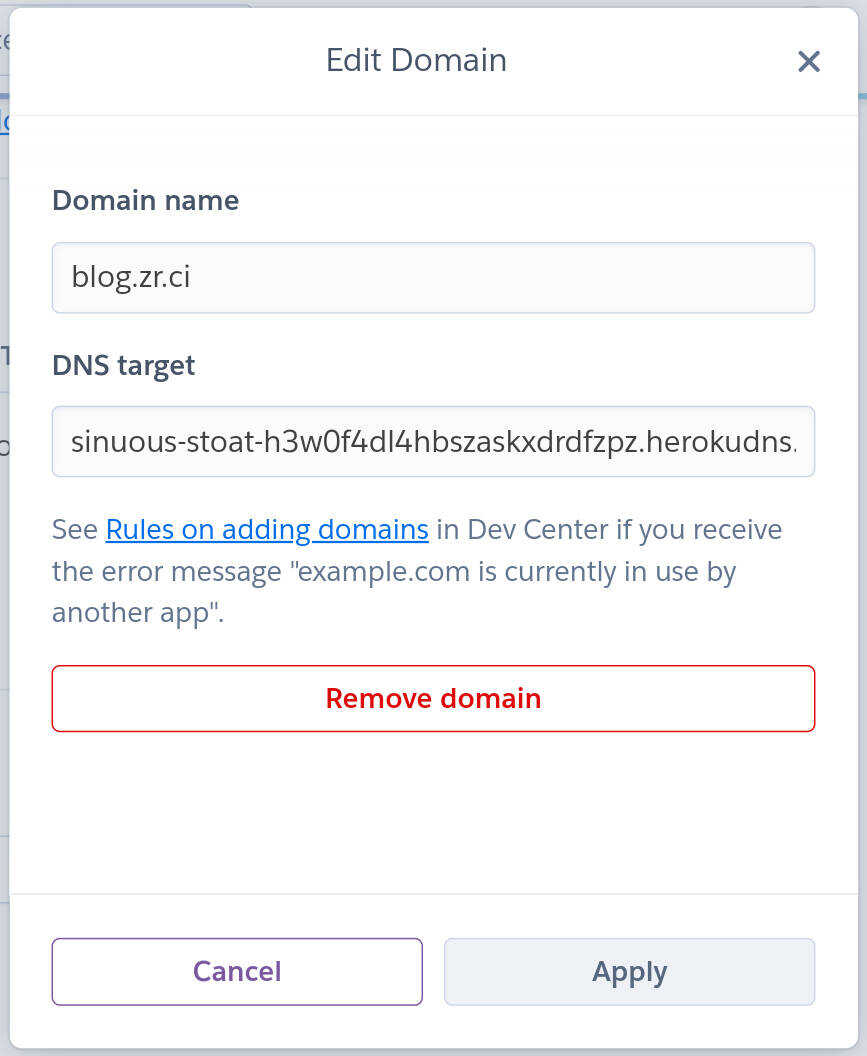 Edit Domain
Domain name
blog.zr.ci
DNS target
sinuous-stoat-h3w0f4dl4hbszaskxdrdfzpz.herokudns.
See Rules on adding domains in Dev Center if you receive
the error message "example.com is currently in use by
another app".
Remove domain
Cancel
Apply